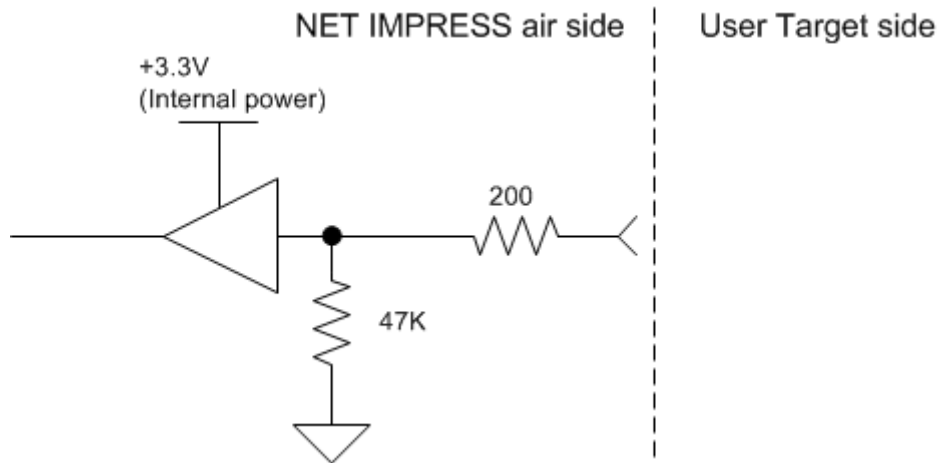 NET IMPRESS air side
User Target side
+3.3V
(Internal power)
200
47K